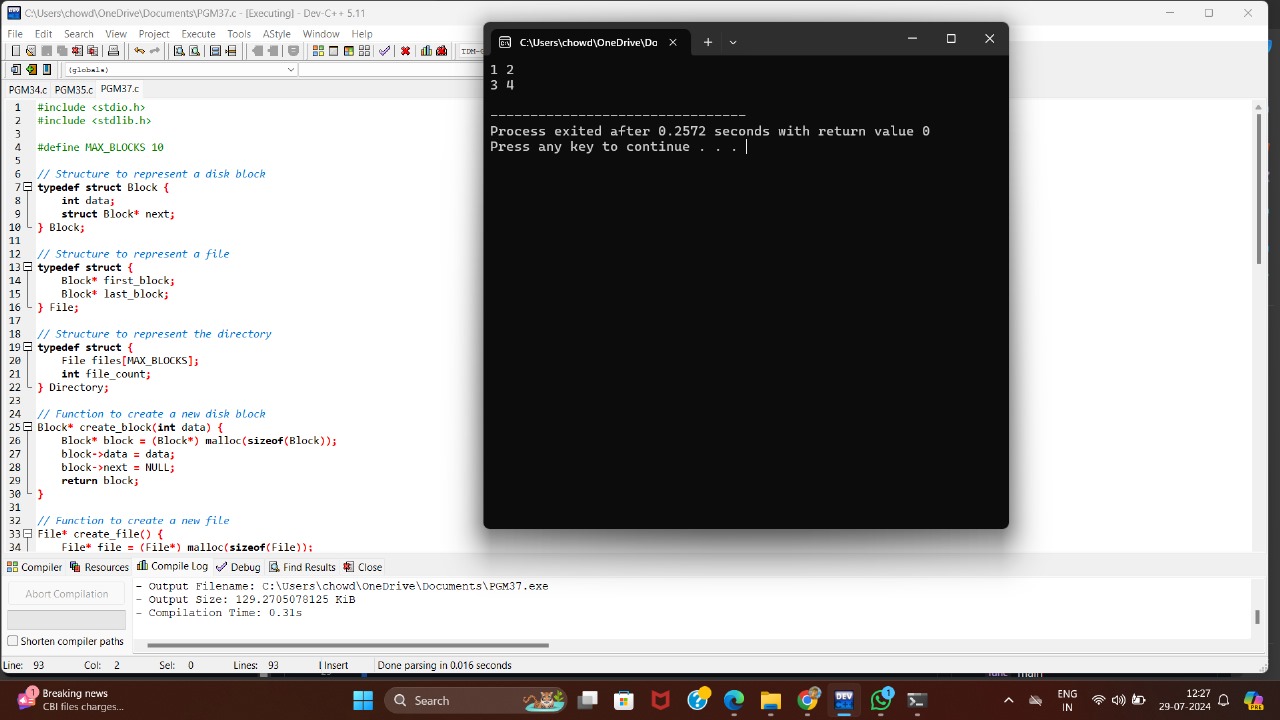 C:\Users\chowd\OneDrive\Documents\PGM37.c - [Executing] - Dev-C++ 5.11
File Edit Search View Project Execute Tools AStyle Window Help
TDM-G
(globals)
PGM34.c PGM35.c PGM37.c
1 #include <stdio.h>
2 #include <stdlib.h>
3
4 #define MAX_BLOCKS 10
5
6 // Structure to represent a disk block
7 typedef struct Block {
8 int data;
9 struct Block* next;
10 } Block;
11
12 // Structure to represent a file
13 typedef struct {
14 Block* first_block;
15 Block* last_block;
16 } File;
17
18 // Structure to represent the directory
19 typedef struct {
20 File files[MAX_BLOCKS];
21 int file_count;
22 } Directory;
23
24 // Function to create a new disk block
25 Block* create_block(int data) {
26 Block* block = (Block*) malloc(sizeof(Block));
27 block->data = data;
28 block->next = NULL;
29 return block;
30 }
31
32 // Function to create a new file
33 File* create_file() {
34 File* file = (File*) malloc(sizeof(File));
C:\Users\chowd\OneDrive\Do
1 2
3 4
--------------------------------
Process exited after 0.2572 seconds with return value 0
Press any key to continue . . .
Compiler Resources Compile Log Debug Find Results Close
Abort Compilation
Shorten compiler paths
- Output Filename: C:\Users\chowd\OneDrive\Documents\PGM37.exe
- Output Size: 129.2705078125 KiB
- Compilation Time: 0.31s
Line: 93 Col: 2 Sel: 0 Lines: 93 Insert Done parsing in 0.016 seconds
1 Breaking news
CBI files charges...
Search
DEV
1
ENG
IN
12:27
29-07-2024
PRE